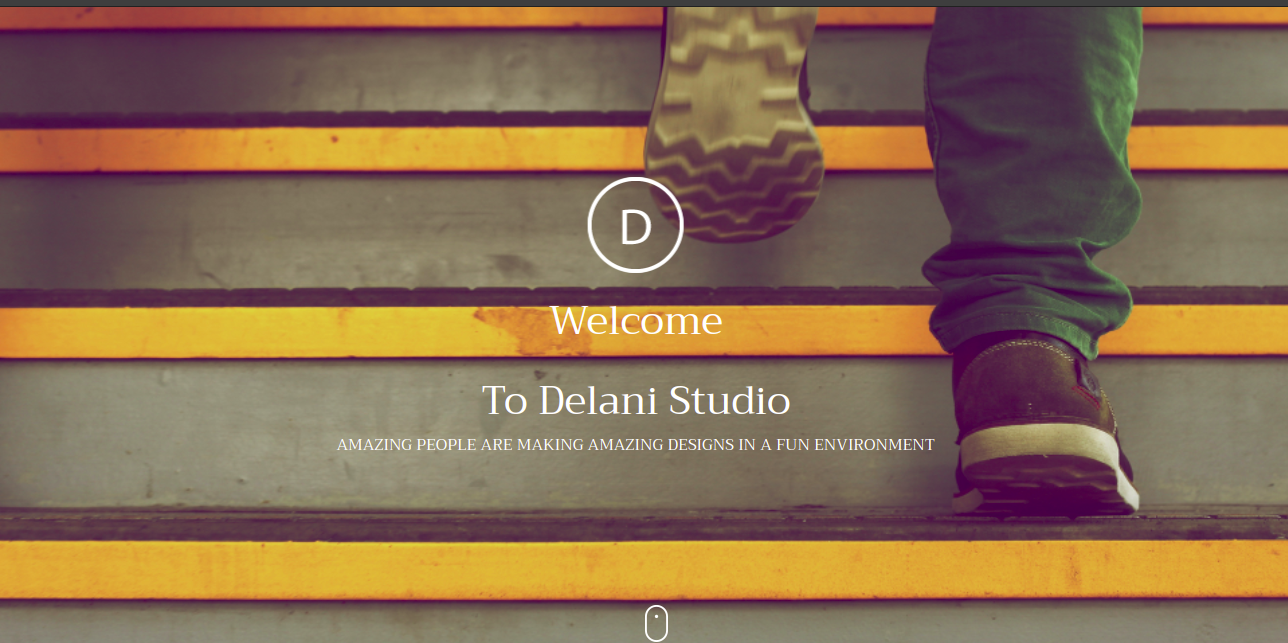 D
Welcome
To Delani Studio
AMAZING PEOPLE ARE MAKING AMAZING DESIGNS IN A FUN ENVIRONMENT